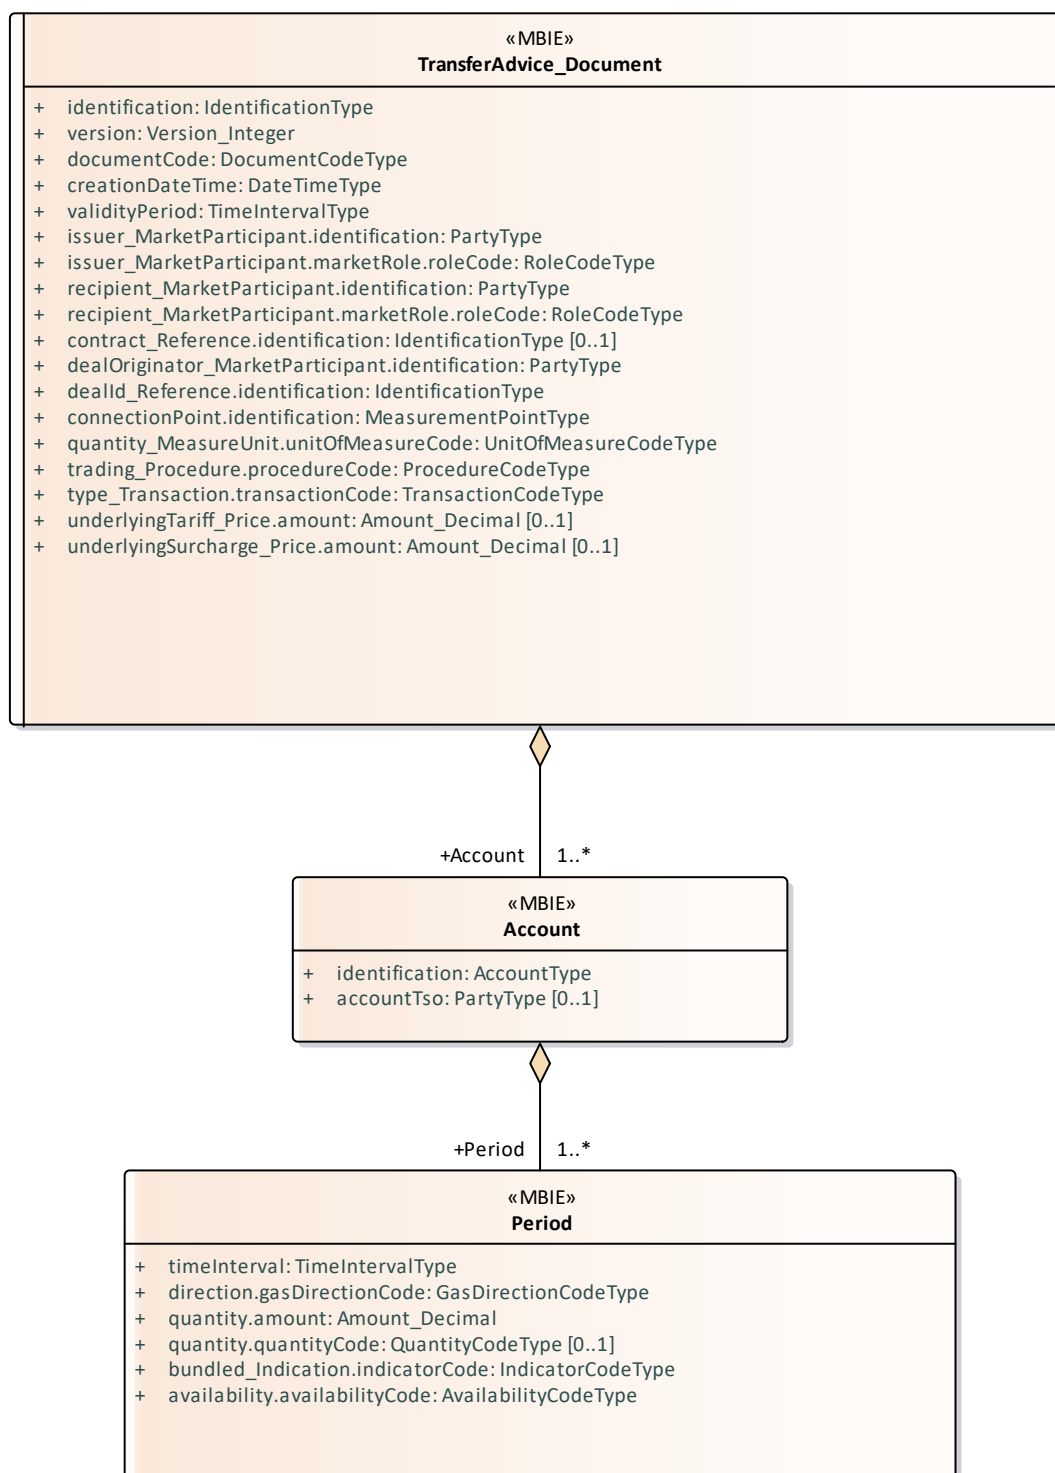 «MBIE»
TransferAdvice_Document
+ identification: IdentificationType
+ version: Version_Integer
+ documentCode: DocumentCodeType
+ creationDateTime: DateTimeType
+ validityPeriod: TimeIntervalType
+ issuer_MarketParticipant.identification: PartyType
+ issuer_MarketParticipant.marketRole.roleCode: RoleCodeType
+ recipient_MarketParticipant.identification: PartyType
+ recipient_MarketParticipant.marketRole.roleCode: RoleCodeType
+ contract_Reference.identification: IdentificationType [0..1]
+ dealOriginator_MarketParticipant.identification: PartyType
+ dealId_Reference.identification: IdentificationType
+ connectionPoint.identification: MeasurementPointType
+ quantity_MeasureUnit.unitOfMeasureCode: UnitOfMeasureCodeType
+ trading_Procedure.procedureCode: ProcedureCodeType
+ type_Transaction.transactionCode: TransactionCodeType
+ underlyingTariff_Price.amount: Amount_Decimal [0..1]
+ underlyingSurcharge_Price.amount: Amount_Decimal [0..1]
+Account 1..*
«MBIE»
Account
+ identification: AccountType
+ accountTso: PartyType [0..1]
+Period 1..*
«MBIE»
Period
+ timeInterval: TimeIntervalType
+ direction.gasDirectionCode: GasDirectionCodeType
+ quantity.amount: Amount_Decimal
+ quantity.quantityCode: QuantityCodeType [0..1]
+ bundled_Indication.indicatorCode: IndicatorCodeType
+ availability.availabilityCode: AvailabilityCodeType